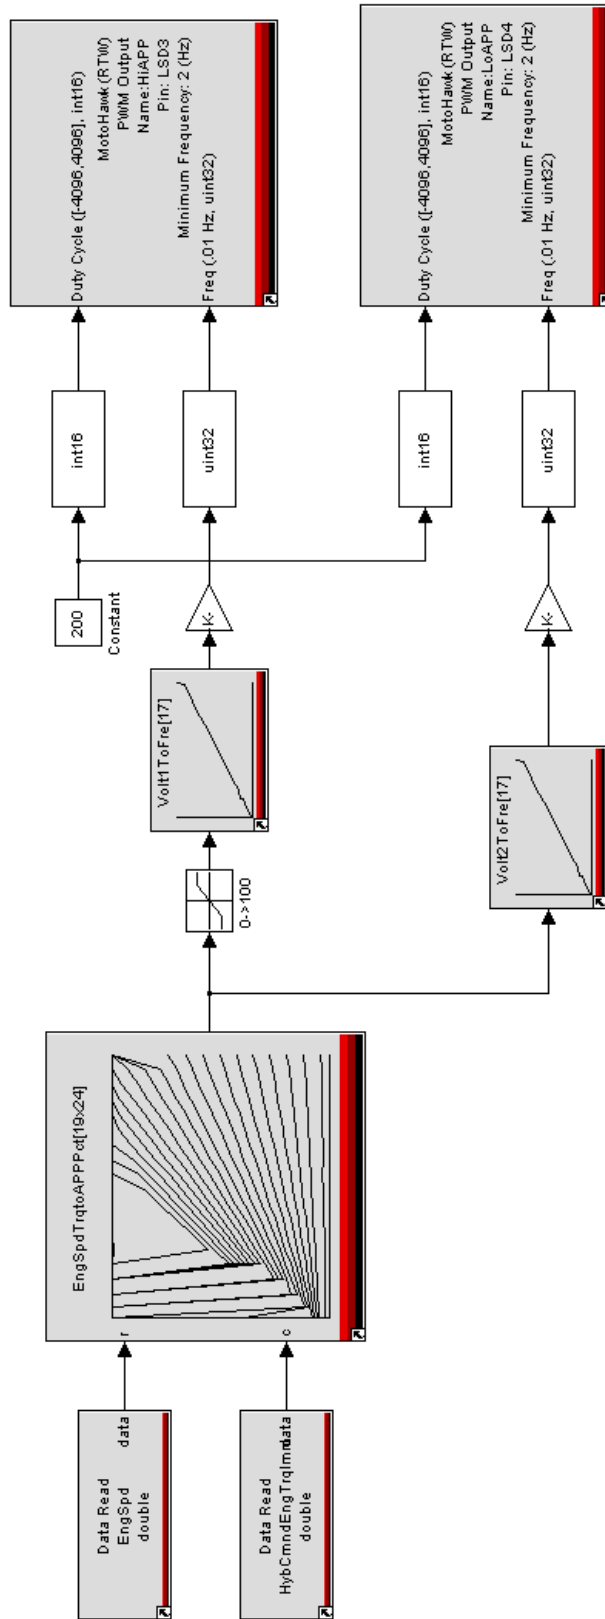 Data Read
EngSpd
double
data
Data Read
HybCmndEngTrqImm
double
data
r
c
EngSpdTrqtoAPPPct[19x24]
0->100
Volt1ToFre[17]
Volt2ToFre[17]
200
Constant
K-
K-
int16
uint32
int16
uint32
Duty Cycle ([-4096,4096], int16)
MotoHawk (RTW)
PWM Output
Name:HiAPP
Pin: LSD3
Minimum Frequency: 2 (Hz)
Freq (.01 Hz, uint32)
Duty Cycle ([-4096,4096], int16)
MotoHawk (RTW)
PWM Output
Name:LoAPP
Pin: LSD4
Minimum Frequency: 2 (Hz)
Freq (.01 Hz, uint32)